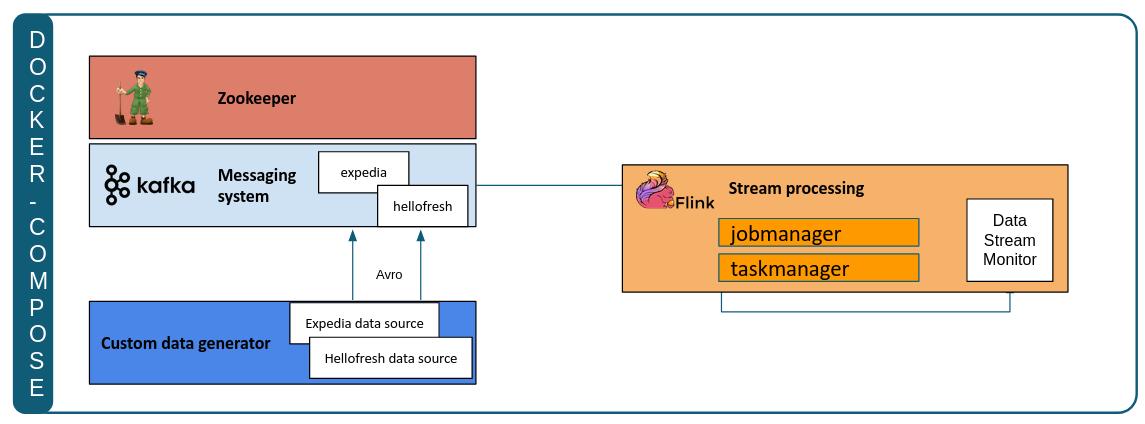 DOCKER-COMPOSE
Zookeeper
kafka
Messaging
system
expedia
hellofresh
Avro
Custom data generator
Expedia data source
Hellofresh data source
Flink
Stream processing
jobmanager
taskmanager
Data
Stream
Monitor